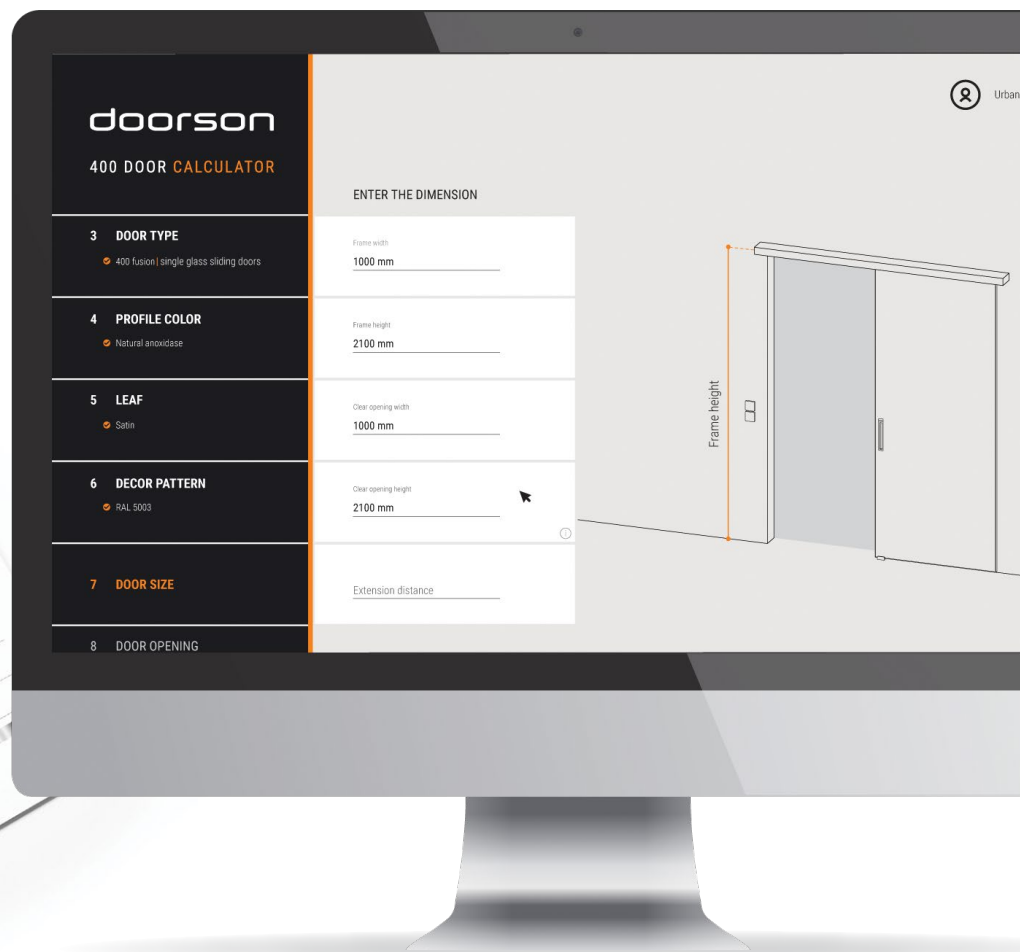 doorson
400 DOOR CALCULATOR
3 DOOR TYPE
400 fusion | single glass sliding doors
4 PROFILE COLOR
Natural anoxidase
5 LEAF
Satin
6 DECOR PATTERN
RAL 5003
7 DOOR SIZE
8 DOOR OPENING
ENTER THE DIMENSION
Frame width
1000 mm
Frame height
2100 mm
Clear opening width
1000 mm
Clear opening height
2100 mm
Extension distance
Urban
Frame height